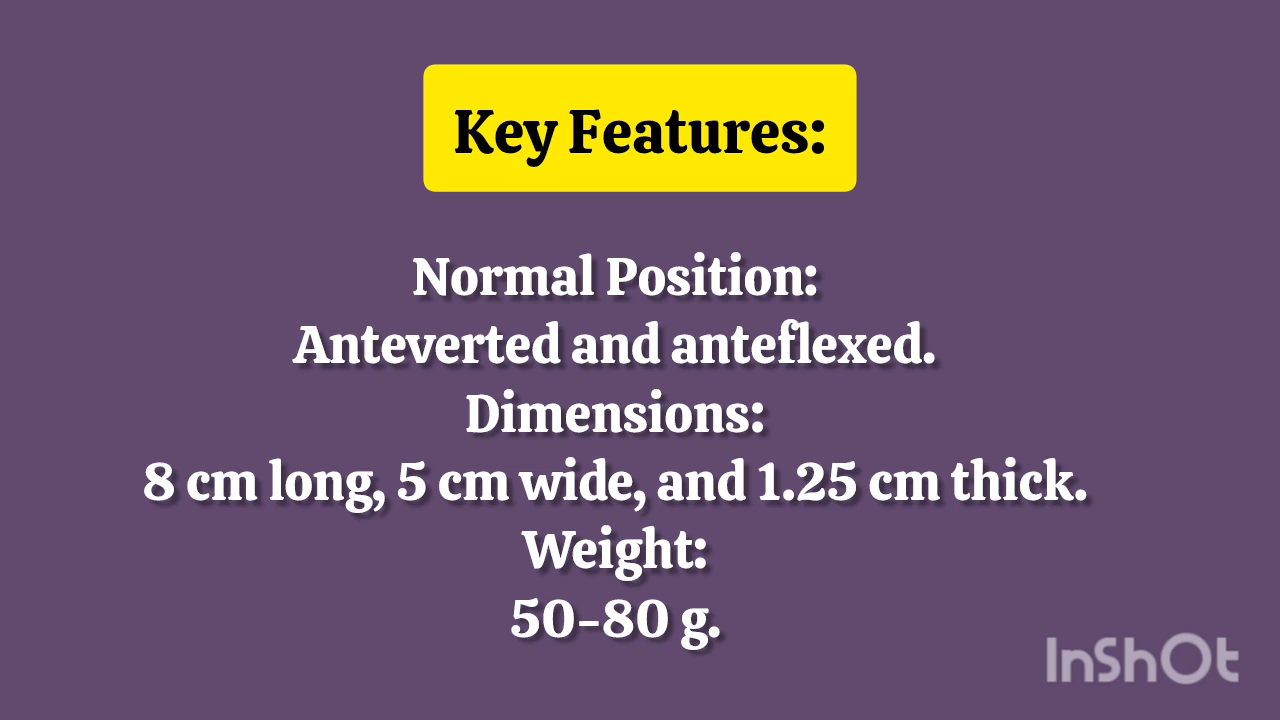 Key Features:
Normal Position:
Anteverted and anteflexed.
Dimensions:
8 cm long, 5 cm wide, and 1.25 cm thick.
Weight:
50-80 g.
InShOt